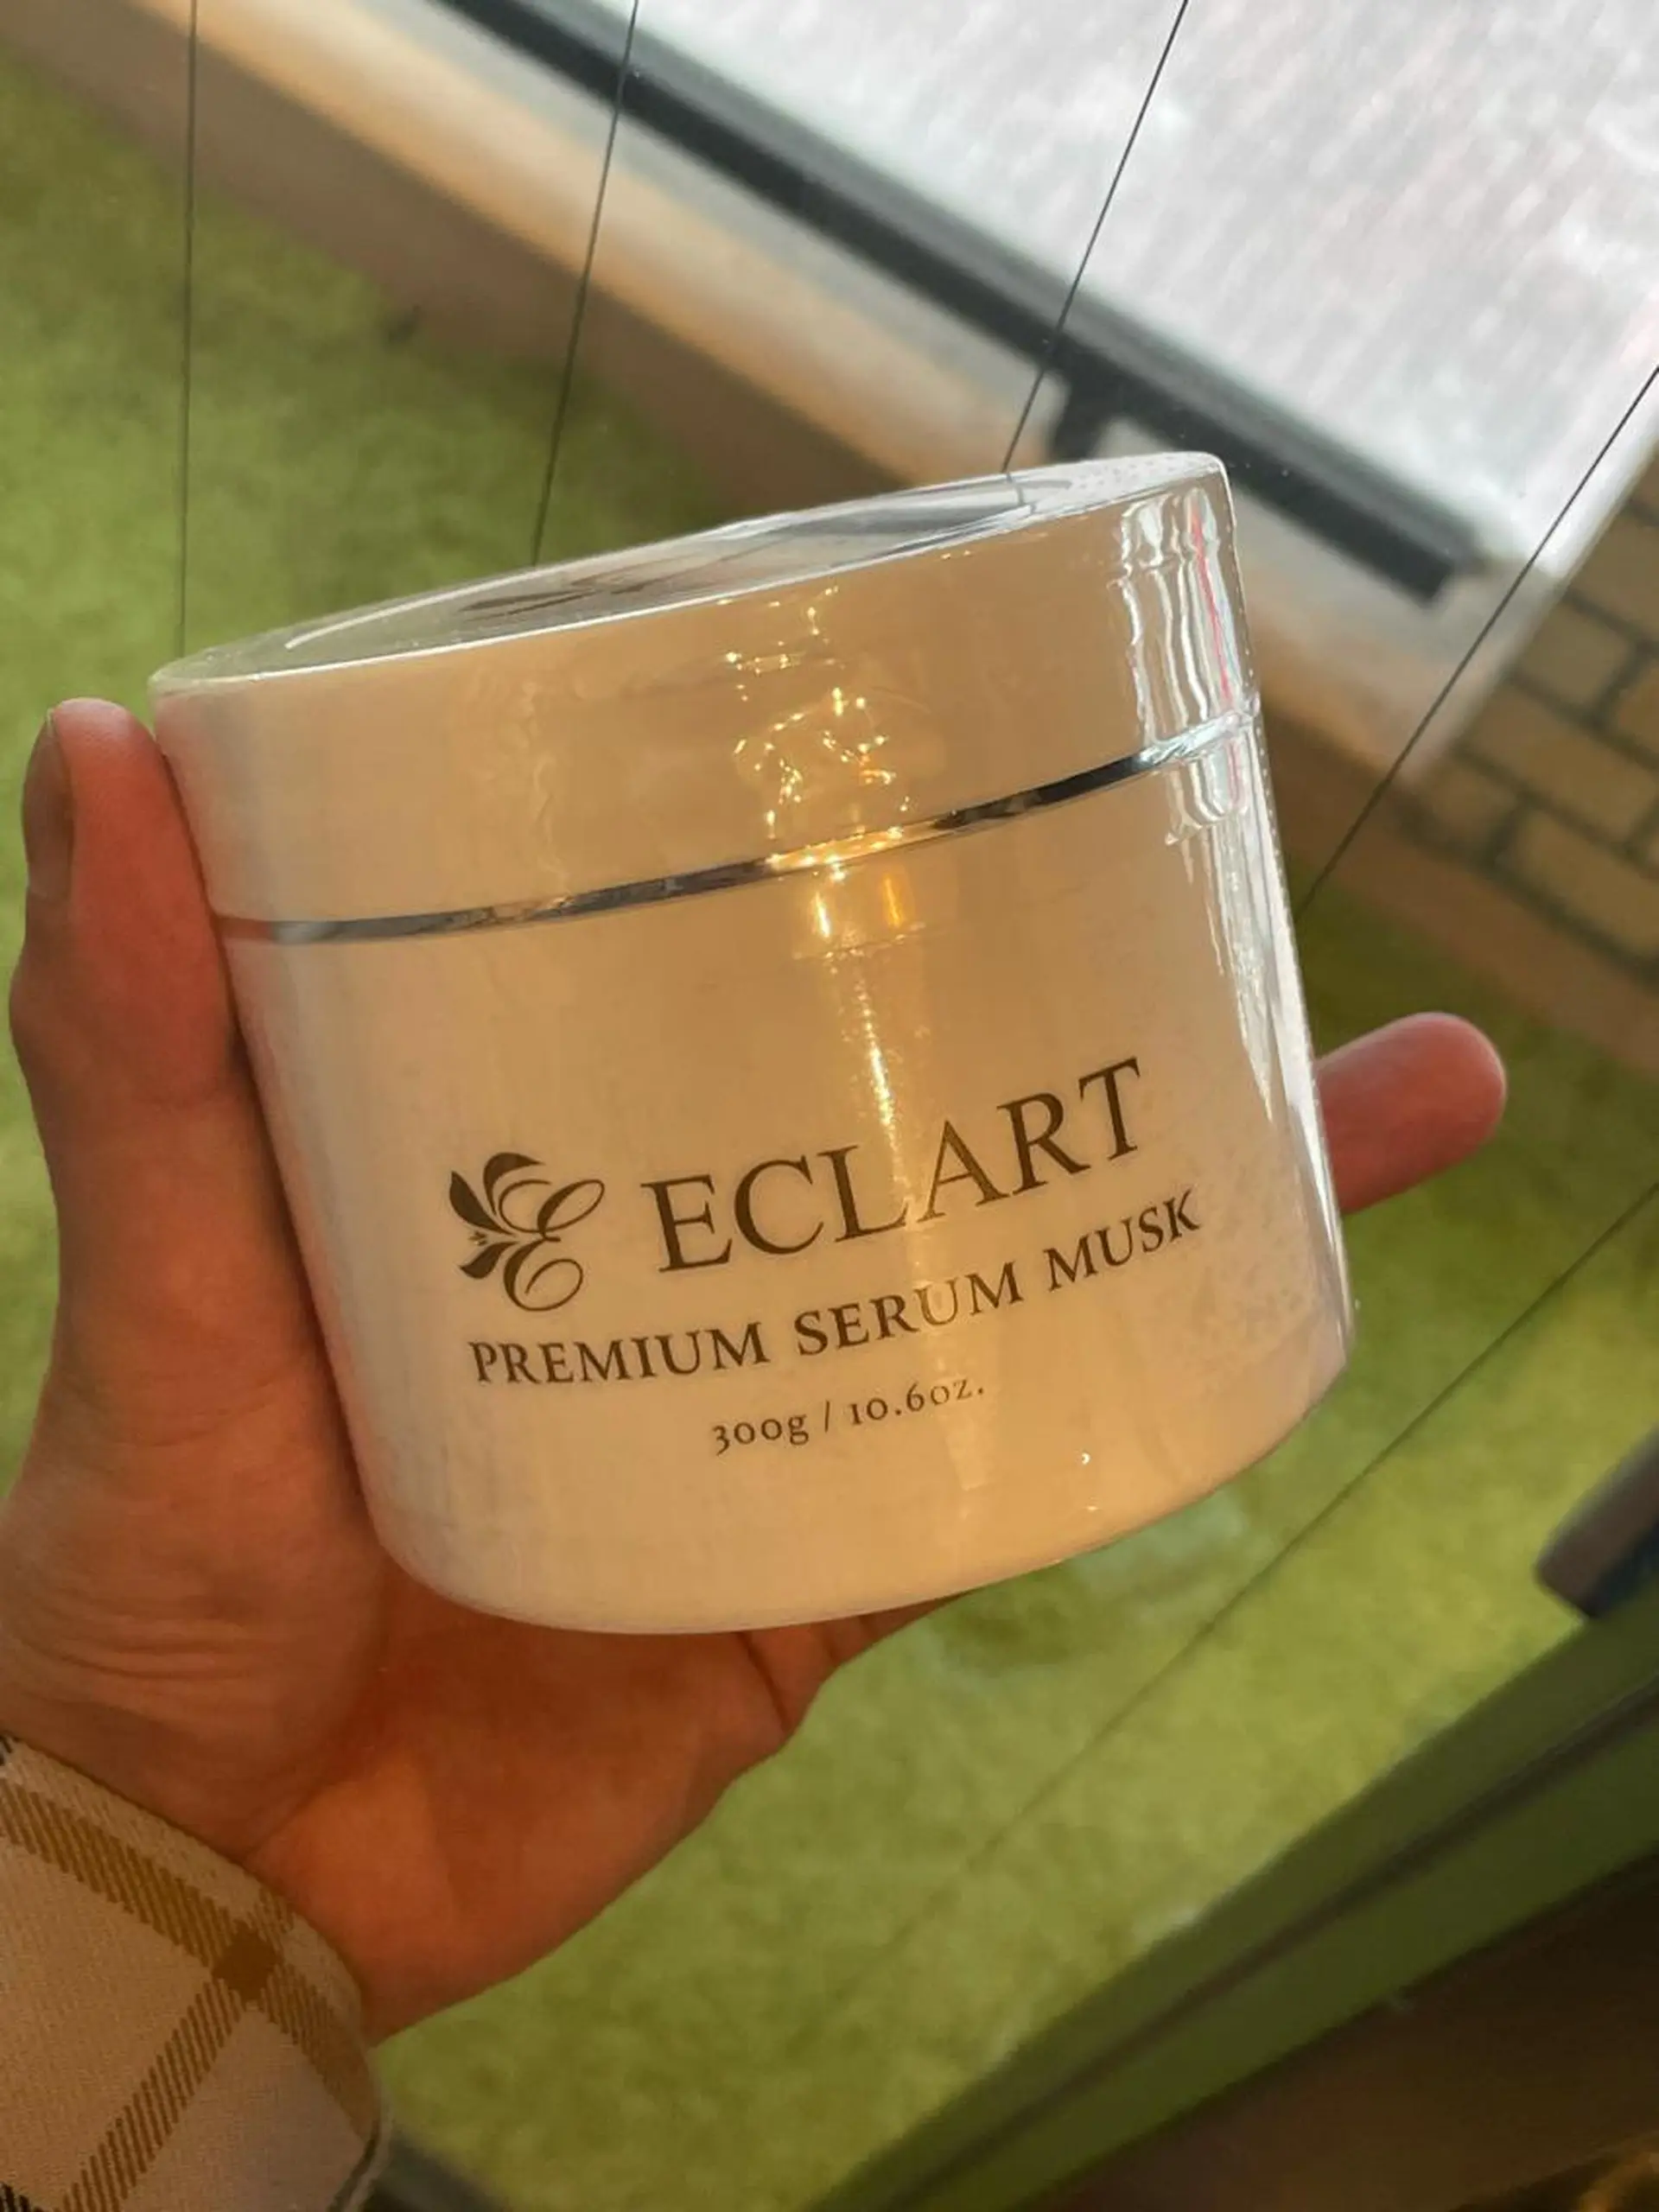 E ECLART
PREMIUM SERUM MUSK
300g / 10.6oz.